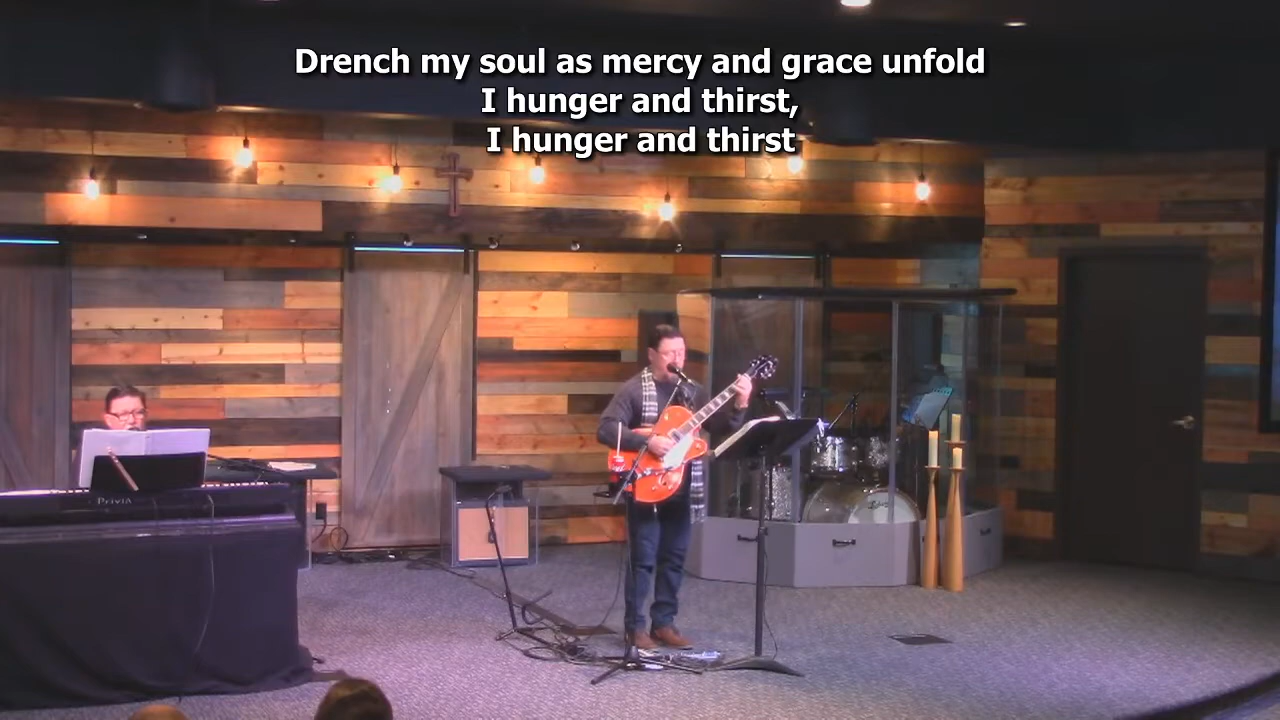 Drench my soul as mercy and grace unfold
I hunger and thirst,
I hunger and thirst
Privia